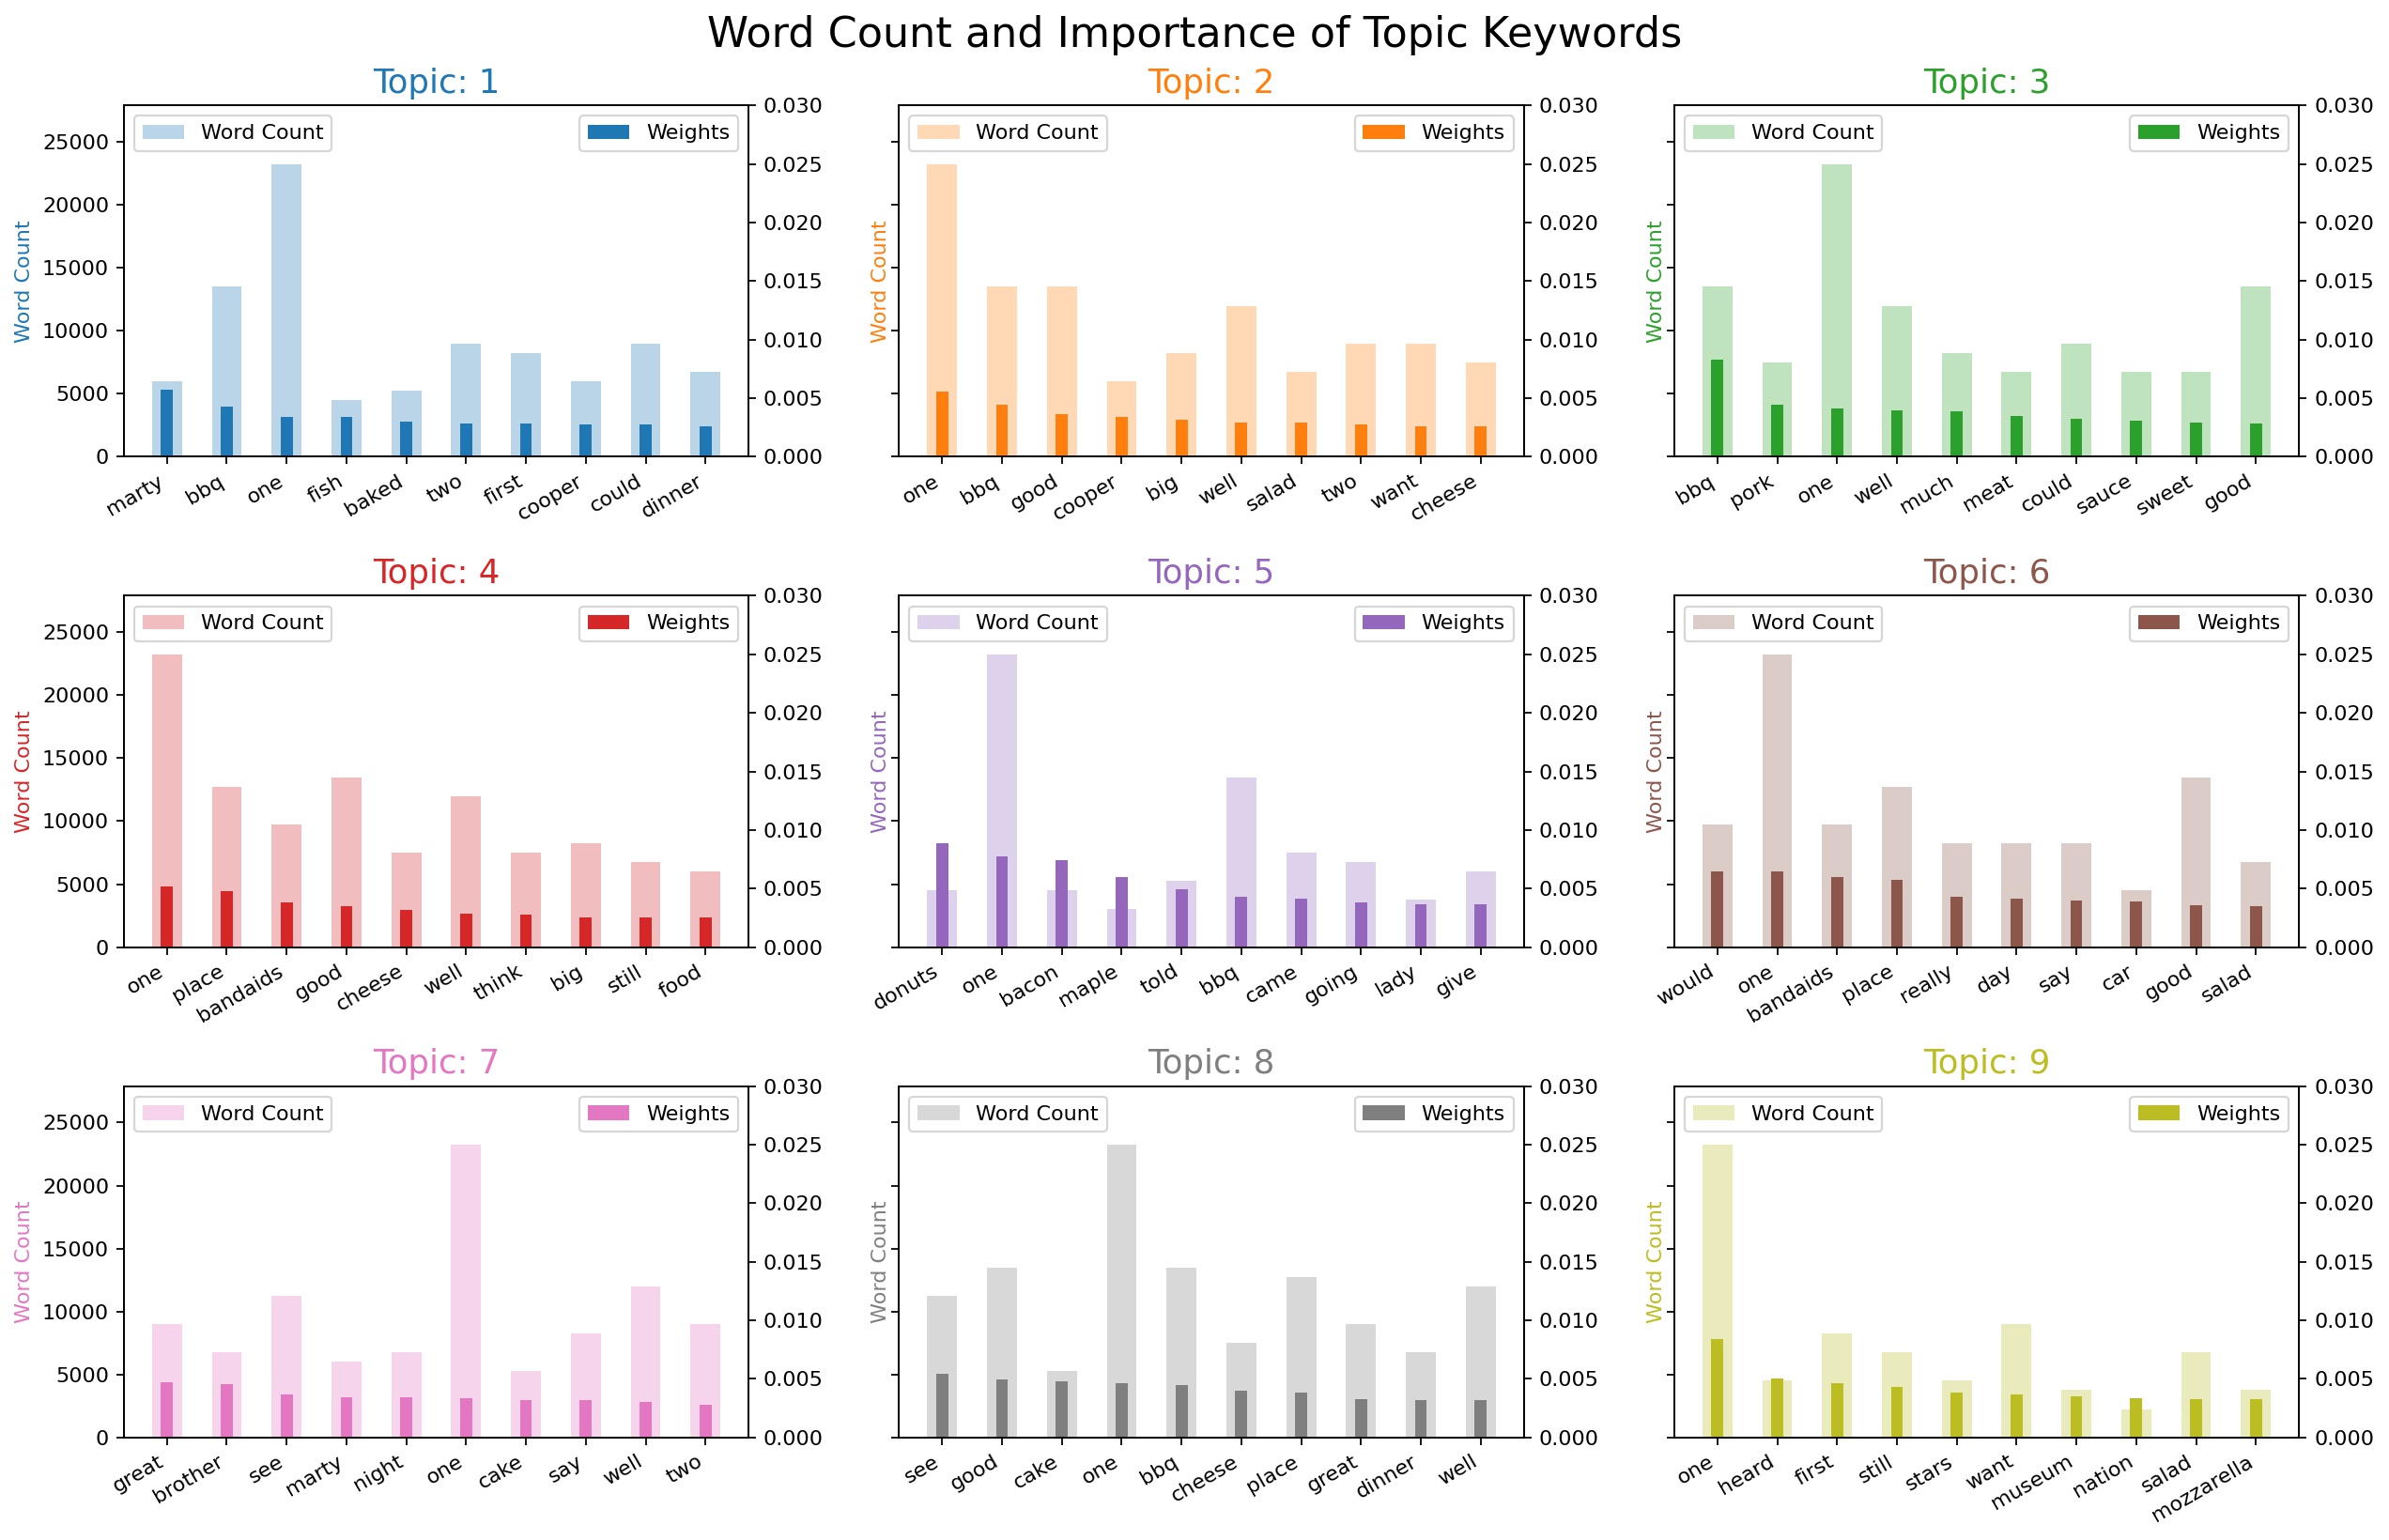 Word Count and Importance of Topic Keywords
Topic: 1
Word Count
Weights
Word Count
25000
20000
15000
10000
5000
0
0.030
0.025
0.020
0.015
0.010
0.005
0.000
marty bbq one fish baked two first cooper could dinner
Topic: 2
Word Count
Weights
Word Count
0.030
0.025
0.020
0.015
0.010
0.005
0.000
one bbq good cooper big well salad two want cheese
Topic: 3
Word Count
Weights
Word Count
0.030
0.025
0.020
0.015
0.010
0.005
0.000
bbq pork one well much meat could sauce sweet good
Topic: 4
Word Count
Weights
Word Count
25000
20000
15000
10000
5000
0
0.030
0.025
0.020
0.015
0.010
0.005
0.000
one place bandaids good cheese well think big still food
Topic: 5
Word Count
Weights
Word Count
0.030
0.025
0.020
0.015
0.010
0.005
0.000
donuts one bacon maple told bbq came going lady give
Topic: 6
Word Count
Weights
Word Count
0.030
0.025
0.020
0.015
0.010
0.005
0.000
would one bandaids place really day say car good salad
Topic: 7
Word Count
Weights
Word Count
25000
20000
15000
10000
5000
0
0.030
0.025
0.020
0.015
0.010
0.005
0.000
great brother see marty night one cake say well two
Topic: 8
Word Count
Weights
Word Count
0.030
0.025
0.020
0.015
0.010
0.005
0.000
see good cake one bbq cheese place great dinner well
Topic: 9
Word Count
Weights
Word Count
0.030
0.025
0.020
0.015
0.010
0.005
0.000
one heard first still stars want museum nation salad mozzarella